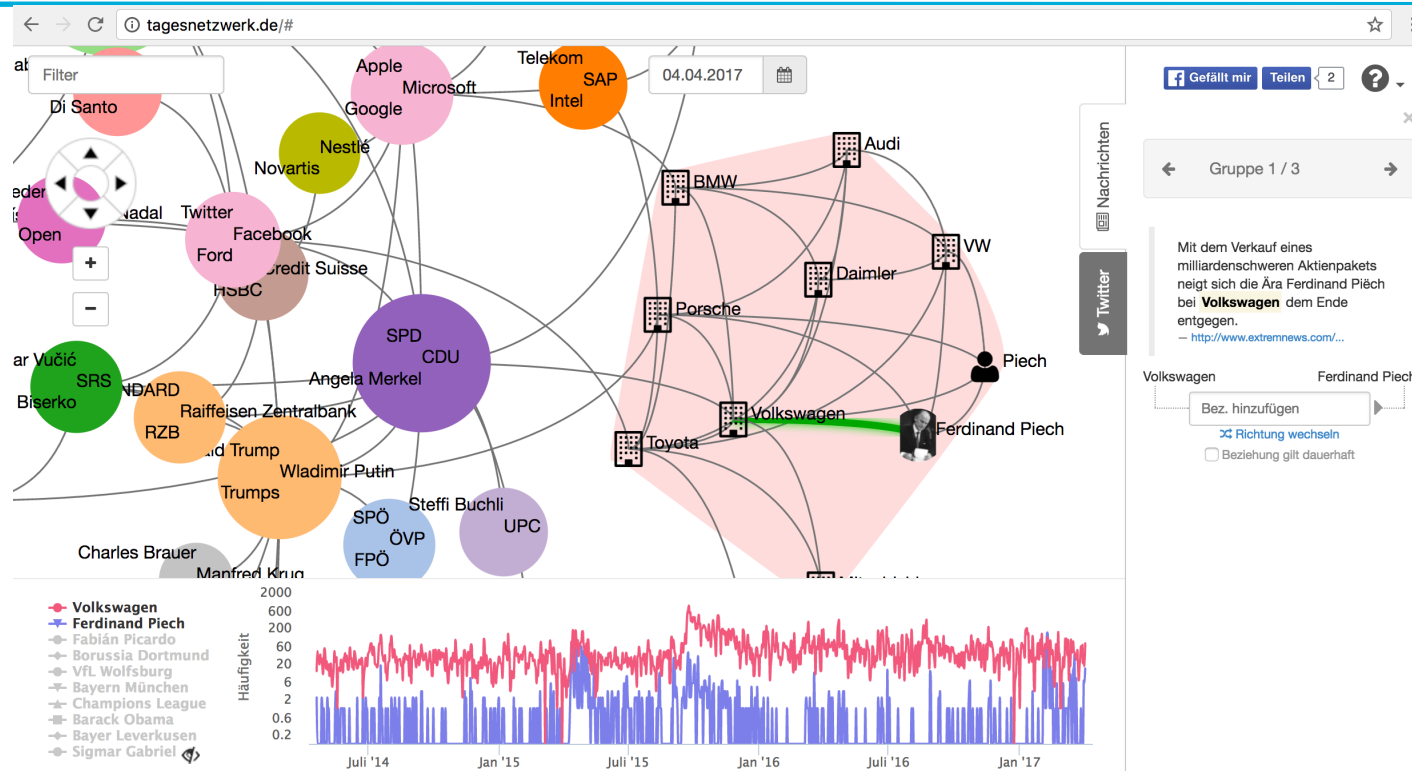 tagesnetzwerk.de/#
Filter
04.04.2017
Di Santo
Apple
Microsoft
Google
Telekom
SAP
Intel
Nestlé
Novartis
Nadal
Open
Twitter
Facebook
Ford
Credit Suisse
HSBC
SPD
CDU
Angela Merkel
ar Vučić
SRS
Biserko
NDARD
Raiffeisen Zentralbank
RZB
ld Trump
Wladimir Putin
Trumps
SPÖ
ÖVP
FPÖ
Steffi Buchli
UPC
Charles Brauer
Manfred Krug
Audi
BMW
VW
Daimler
Porsche
Piech
Volkswagen
Ferdinand Piech
Toyota
+
−
Nachrichten
Twitter
Gefällt mir
Teilen
2
?
Gruppe 1 / 3
Mit dem Verkauf eines
milliardenschweren Aktienpakets
neigt sich die Ära Ferdinand Piëch
bei Volkswagen dem Ende
entgegen.
— http://www.extremnews.com/...
Volkswagen Ferdinand Piech
Bez. hinzufügen
Richtung wechseln
Beziehung gilt dauerhaft
Volkswagen
Ferdinand Piech
Fabián Picardo
Borussia Dortmund
VfL Wolfsburg
Bayern München
Champions League
Barack Obama
Bayer Leverkusen
Sigmar Gabriel
Häufigkeit
2000
600
200
60
20
6
2
0.6
0.2
Juli '14 Jan '15 Juli '15 Jan '16 Juli '16 Jan '17